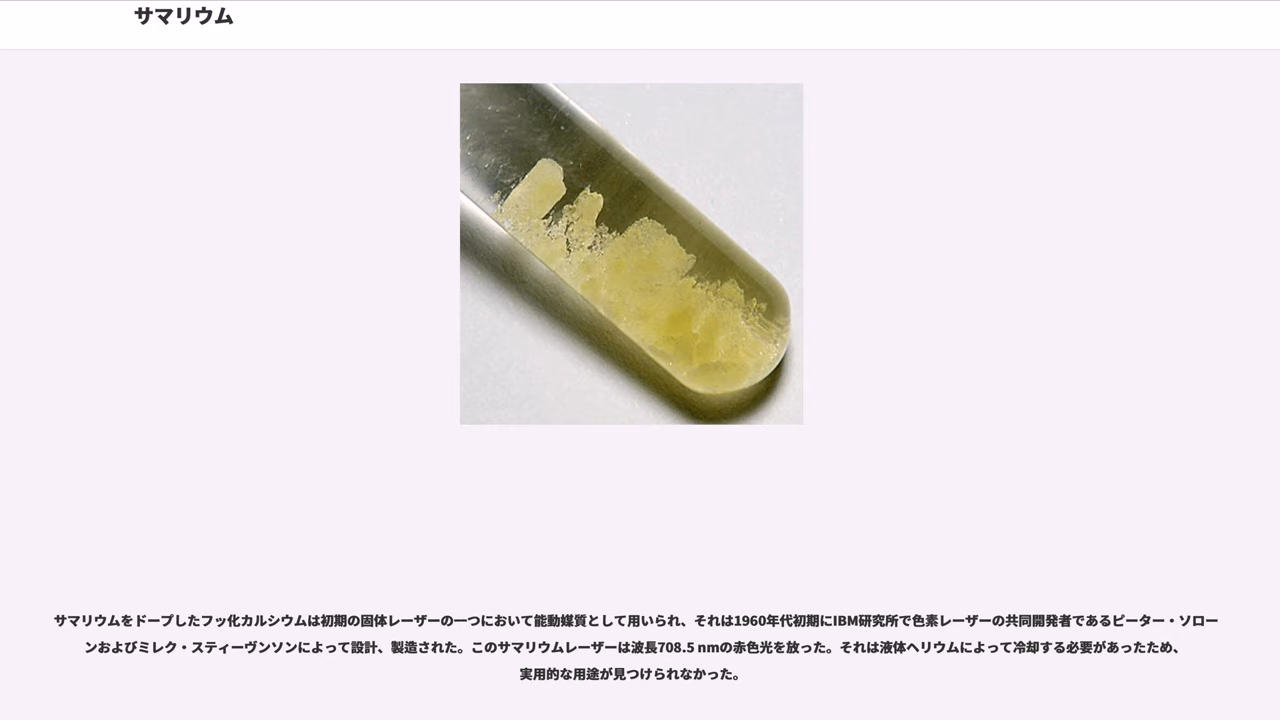 サマリウム
サマリウムをドープしたフッ化カルシウムは初期の固体レーザーの一つにおいて能動媒質として用いられ、それは1960年代初期にIBM研究所で色素レーザーの共同開発者であるピーター・ソロー
ンおよびミレク・スティーヴンソンによって設計、製造された。このサマリウムレーザーは波長708.5 nmの赤色光を放った。それは液体ヘリウムによって冷却する必要があったため、
実用的な用途が見つけられなかった。